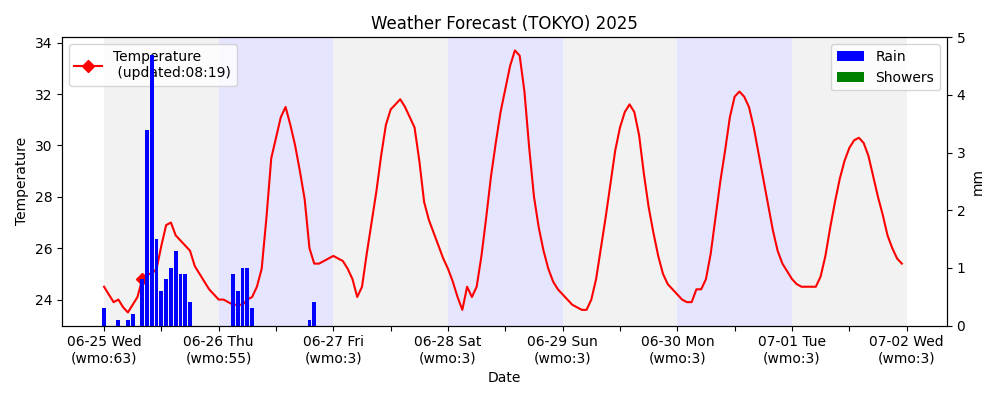 Weather Forecast (TOKYO) 2025
Temperature
(updated:08:19)
Rain
Showers
34
32
30
28
26
24
Temperature
5
4
3
2
1
0
mm
06-25 Wed
(wmo:63)
06-26 Thu
(wmo:55)
06-27 Fri
(wmo:3)
06-28 Sat
(wmo:3)
06-29 Sun
(wmo:3)
06-30 Mon
(wmo:3)
07-01 Tue
(wmo:3)
07-02 Wed
(wmo:3)
Date